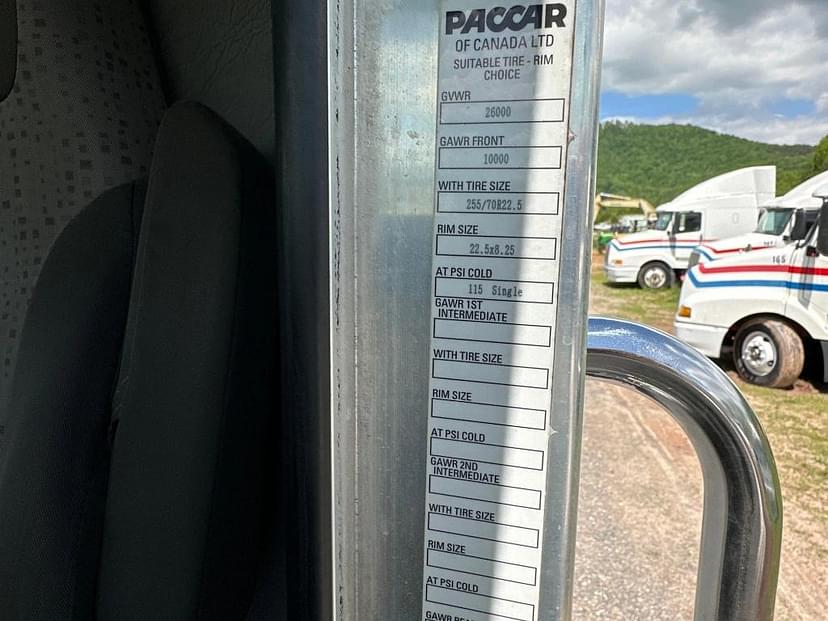 PACCAR
OF CANADA LTD
SUITABLE TIRE - RIM
CHOICE
GVWR
26000
GAWR FRONT
10000
WITH TIRE SIZE
255/70R22.5
RIM SIZE
22.5x8.25
AT PSI COLD
115 Single
GAWR 1ST
INTERMEDIATE
WITH TIRE SIZE
RIM SIZE
AT PSI COLD
GAWR 2ND
INTERMEDIATE
WITH TIRE SIZE
RIM SIZE
AT PSI COLD
165